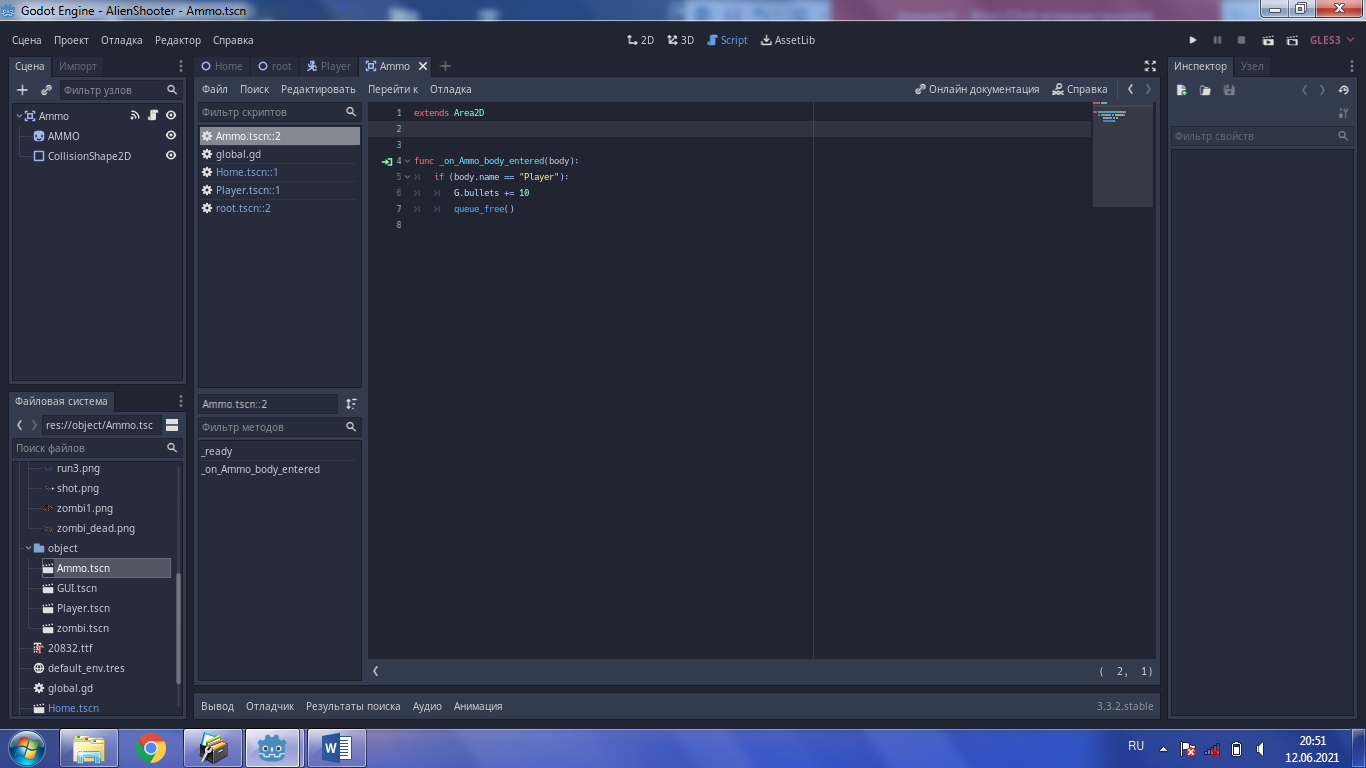 Godot Engine - AlienShooter - Ammo.tscn
Сцена Проект Отладка Редактор Справка
2D 3D Script AssetLib
GLES3
Сцена Импорт
Фильтр узлов
Ammo
AMMO
CollisionShape2D
Файловая система
res://object/Ammo.tsc
Поиск файлов
run3.png
shot.png
zombi1.png
zombi_dead.png
object
Ammo.tscn
GUI.tscn
Player.tscn
zombi.tscn
20832.ttf
default_env.tres
global.gd
Home.tscn
Home root Player Ammo
Файл Поиск Редактировать Перейти к Отладка
Онлайн документация Справка
Фильтр скриптов
Ammo.tscn::2
global.gd
Home.tscn::1
Player.tscn::1
root.tscn::2
Ammo.tscn::2
Фильтр методов
_ready
_on_Ammo_body_entered
1 extends Area2D
2
3
4 func _on_Ammo_body_entered(body):
5 if (body.name == "Player"):
6 G.bullets += 10
7 queue_free()
8
( 2, 1)
Вывод Отладчик Результаты поиска Аудио Анимация
3.3.2.stable
Инспектор Узел
Фильтр свойств
RU
20:51
12.06.2021